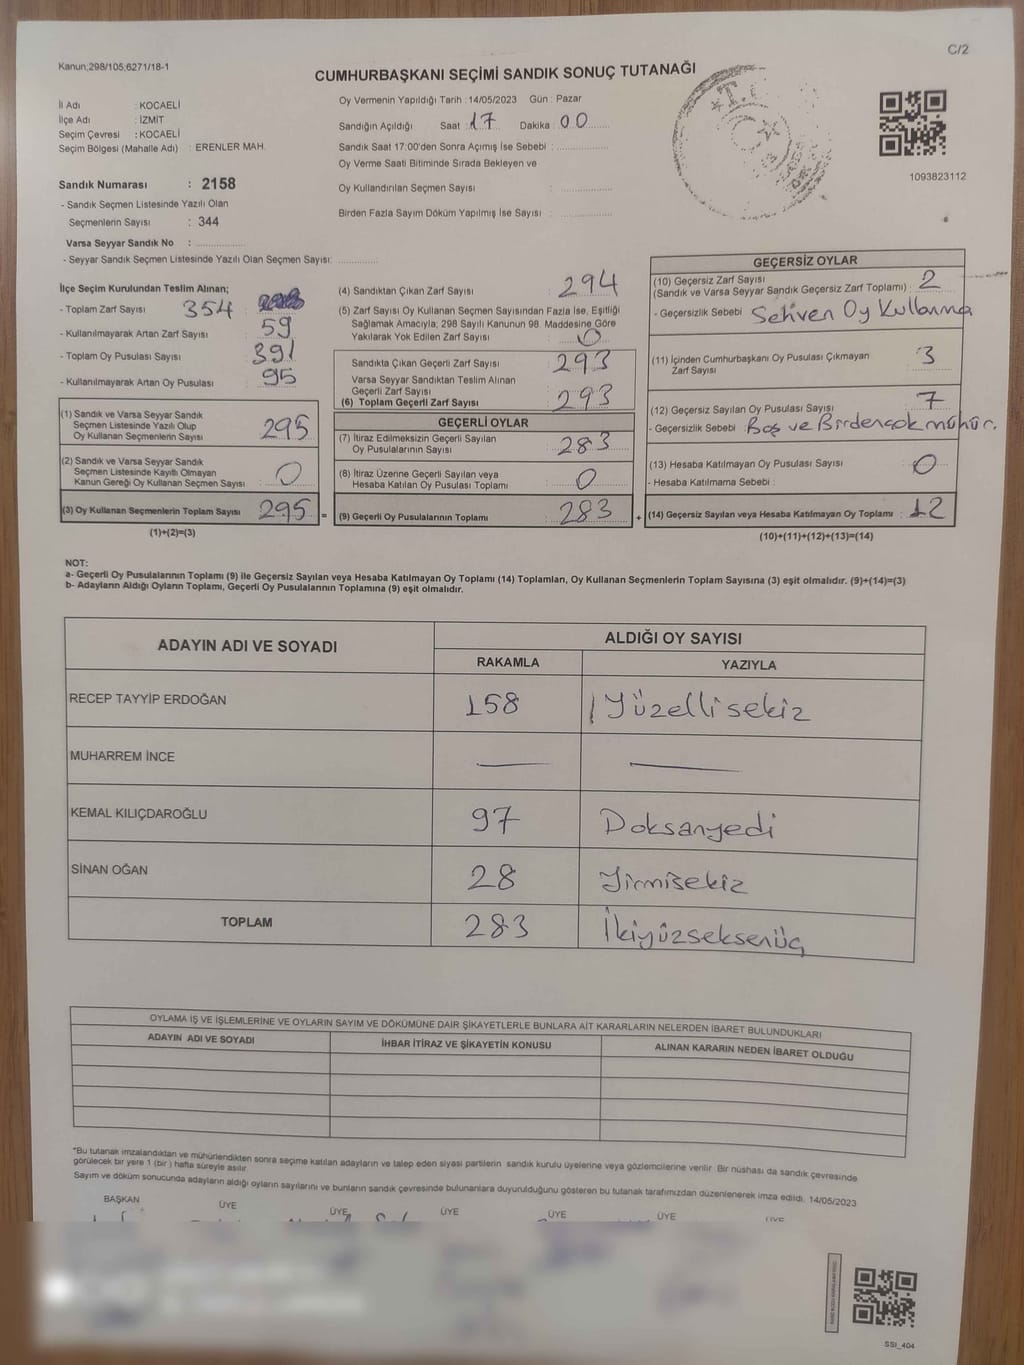 C/2
Kanun;298/105;6271/18-1
CUMHURBAŞKANI SEÇİMİ SANDIK SONUÇ TUTANAĞI
İl Adı : KOCAELİ
İlçe Adı : İZMİT
Seçim Çevresi : KOCAELİ
Seçim Bölgesi (Mahalle Adı) : ERENLER MAH.
Sandık Numarası : 2158
- Sandık Seçmen Listesinde Yazılı Olan
Seçmenlerin Sayısı : 344
Varsa Seyyar Sandık No : ................
- Seyyar Sandık Seçmen Listesinde Yazılı Olan Seçmen Sayısı: .............
Oy Vermenin Yapıldığı Tarih : 14/05/2023 Gün : Pazar
Sandığın Açıldığı Saat : 17 Dakika : 00
Sandık Saat 17:00'den Sonra Açımış İse Sebebi : ................
Oy Verme Saati Bitiminde Sırada Bekleyen ve
Oy Kullandırılan Seçmen Sayısı : ................
Birden Fazla Sayım Döküm Yapılmış İse Sayısı : ................
1093823112
İlçe Seçim Kurulundan Teslim Alınan;
- Toplam Zarf Sayısı 354 :
- Kullanılmayarak Artan Zarf Sayısı : 59
- Toplam Oy Pusulası Sayısı : 391
- Kullanılmayarak Artan Oy Pusulası : 95
(1) Sandık ve Varsa Seyyar Sandık
Seçmen Listesinde Yazılı Olup
Oy Kullanan Seçmenlerin Sayısı : 295
(2) Sandık ve Varsa Seyyar Sandık
Seçmen Listesinde Kayıtlı Olmayan
Kanun Gereği Oy Kullanan Seçmen Sayısı : 0
(3) Oy Kullanan Seçmenlerin Toplam Sayısı : 295 =
(1)+(2)=(3)
(4) Sandıktan Çıkan Zarf Sayısı : 294
(5) Zarf Sayısı Oy Kullanan Seçmen Sayısından Fazla İse, Eşitliği
Sağlamak Amacıyla; 298 Sayılı Kanunun 98. Maddesine Göre
Yakılarak Yok Edilen Zarf Sayısı : 0
Sandıkta Çıkan Geçerli Zarf Sayısı : 293
Varsa Seyyar Sandıktan Teslim Alınan
Geçerli Zarf Sayısı
(6) Toplam Geçerli Zarf Sayısı : 293
GEÇERLİ OYLAR
(7) İtiraz Edilmeksizin Geçerli Sayılan
Oy Pusulalarının Sayısı : 283
(8) İtiraz Üzerine Geçerli Sayılan veya
Hesaba Katılan Oy Pusulası Toplamı : 0
(9) Geçerli Oy Pusulalarının Toplamı : 283 +
GEÇERSİZ OYLAR
(10) Geçersiz Zarf Sayısı
(Sandık ve Varsa Seyyar Sandık Geçersiz Zarf Toplamı) : 2
- Geçersizlik Sebebi : Sehven Oy Kullanma
(11) İçinden Cumhurbaşkanı Oy Pusulası Çıkmayan
Zarf Sayısı : 3
(12) Geçersiz Sayılan Oy Pusulası Sayısı : 7
- Geçersizlik Sebebi : Boş ve Birdençok mühür.
(13) Hesaba Katılmayan Oy Pusulası Sayısı : 0
- Hesaba Katılmama Sebebi :
(14) Geçersiz Sayılan veya Hesaba Katılmayan Oy Toplamı : 12
(10)+(11)+(12)+(13)=(14)
NOT:
a- Geçerli Oy Pusulalarının Toplamı (9) ile Geçersiz Sayılan veya Hesaba Katılmayan Oy Toplamı (14) Toplamları, Oy Kullanan Seçmenlerin Toplam Sayısına (3) eşit olmalıdır. (9)+(14)=(3)
b- Adayların Aldığı Oyların Toplamı, Geçerli Oy Pusulalarının Toplamına (9) eşit olmalıdır.
ADAYIN ADI VE SOYADI ALDIĞI OY SAYISI
RAKAMLA YAZIYLA
RECEP TAYYİP ERDOĞAN 158 Yüzellisekiz
MUHARREM İNCE — —
KEMAL KILIÇDAROĞLU 97 Doksanyedi
SİNAN OĞAN 28 Yirmisekiz
TOPLAM 283 İkiyüzseksenüç
OYLAMA İŞ VE İŞLEMLERİNE VE OYLARIN SAYIM VE DÖKÜMÜNE DAİR ŞİKAYETLERLE BUNLARA AİT KARARLARIN NELERDEN İBARET BULUNDUKLARI
ADAYIN ADI VE SOYADI İHBAR İTİRAZ VE ŞİKAYETİN KONUSU ALINAN KARARIN NEDEN İBARET OLDUĞU
*Bu tutanak imzalandıktan ve mühürlendikten sonra seçime katılan adayların ve talep eden siyasi partilerin sandık kurulu üyelerine veya gözlemcilerine verilir. Bir nüshası da sandık çevresinde
görülecek bir yere 1 (bir) hafta süreyle asılır.
Sayım ve döküm sonucunda adayların aldığı oyların sayılarını ve bunların sandık çevresinde bulunanlara duyurulduğunu gösteren bu tutanak tarafımızdan düzenlenerek imza edildi. 14/05/2023
BAŞKAN ÜYE ÜYE ÜYE ÜYE ÜYE ÜYE
SSI_404